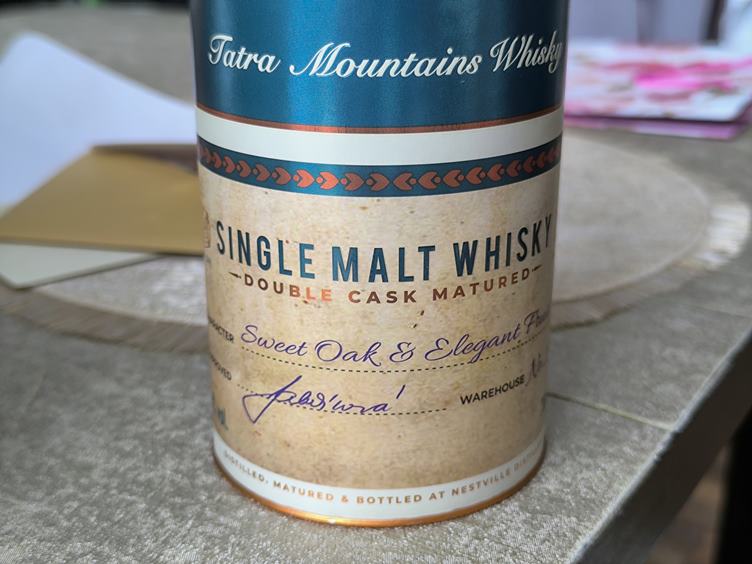 Tatra Mountains Whisky
SINGLE MALT WHISKY
DOUBLE CASK MATURED
Sweet Oak & Elegant
WAREHOUSE
DISTILLED, MATURED & BOTTLED AT NESTVILLE